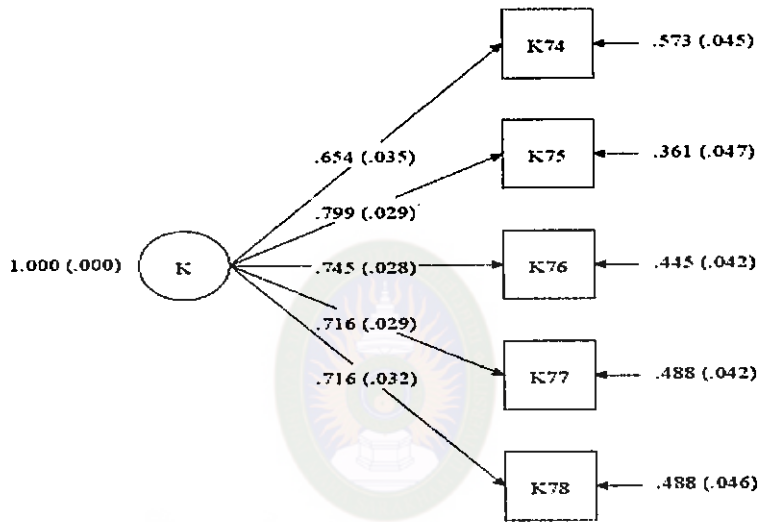 K74
.573 (.045)
.654 (.035)
K75
.361 (.047)
.799 (.029)
1.000 (.000)
K
.745 (.028)
K76
.445 (.042)
.716 (.029)
K77
.488 (.042)
.716 (.032)
K78
.488 (.046)